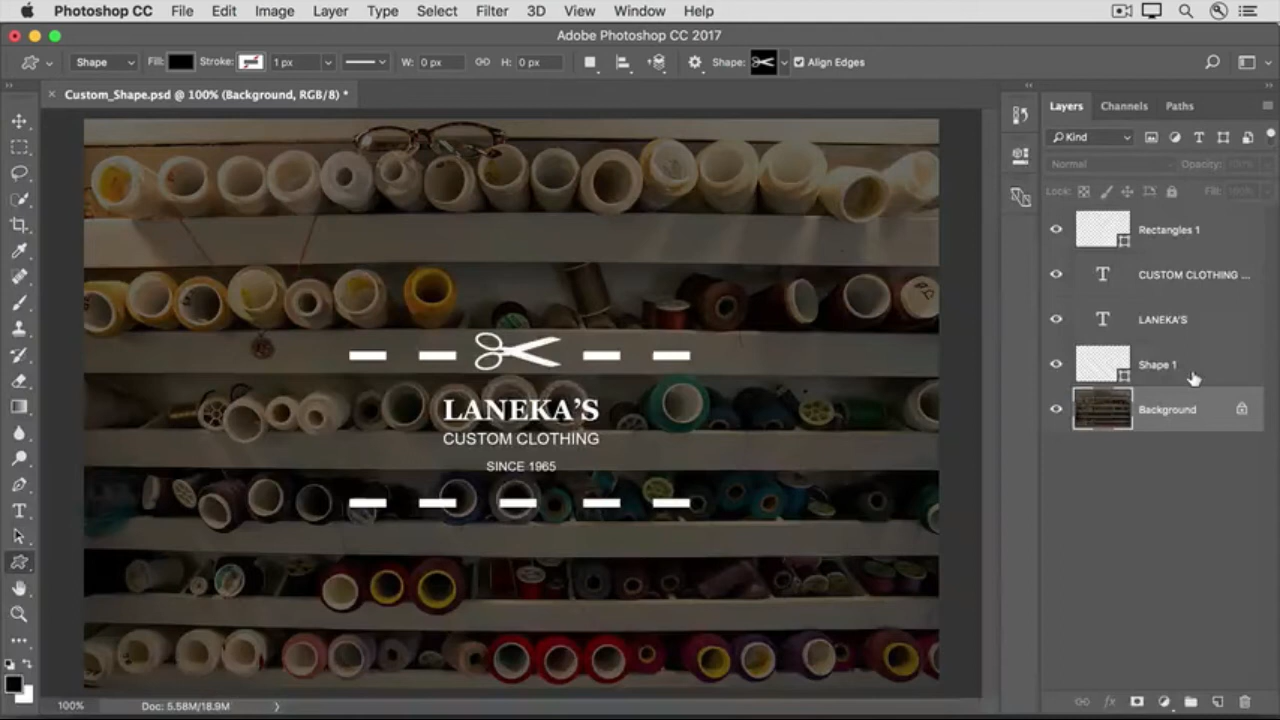 Photoshop CC File Edit Image Layer Type Select Filter 3D View Window Help
Adobe Photoshop CC 2017
Shape Fill: Stroke: 1 px W: 0 px H: 0 px Shape: Align Edges
Custom_Shape.psd @ 100% (Background, RGB/8) *
Layers Channels Paths
Kind
Normal Opacity: 100%
Lock: Fill: 100%
Rectangles 1
CUSTOM CLOTHING ...
LANEKA'S
Shape 1
Background
LANEKA'S
CUSTOM CLOTHING
SINCE 1965
100% Doc: 5.58M/18.9M